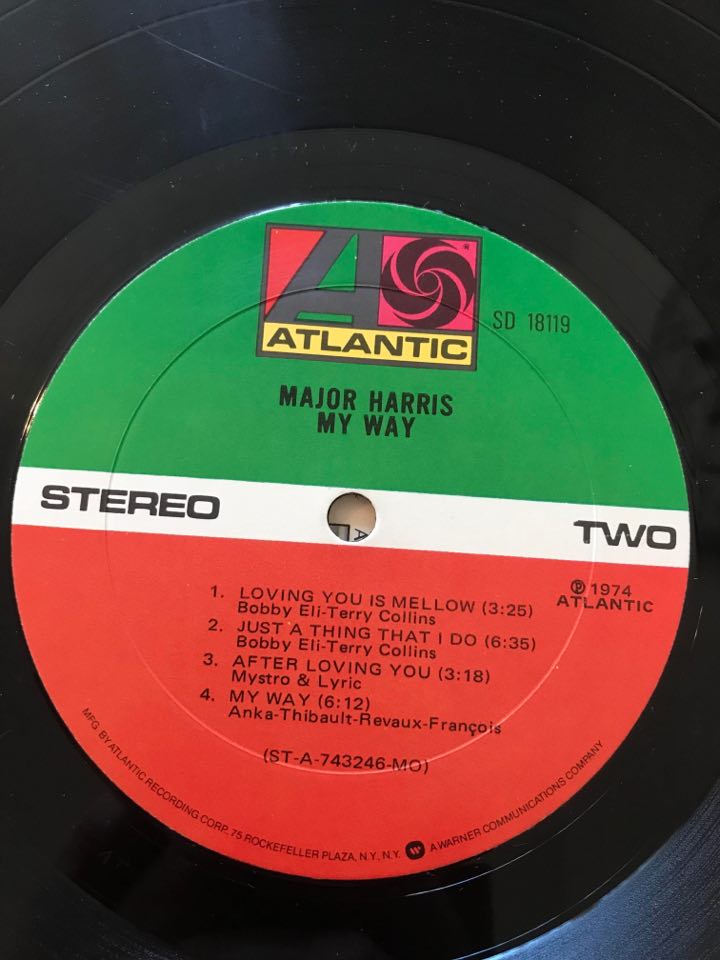 ATLANTIC
SD 18119
MAJOR HARRIS
MY WAY
STEREO
TWO
℗ 1974
ATLANTIC
1. LOVING YOU IS MELLOW (3:25)
Bobby Eli-Terry Collins
2. JUST A THING THAT I DO (6:35)
Bobby Eli-Terry Collins
3. AFTER LOVING YOU (3:18)
Mystro & Lyric
4. MY WAY (6:12)
Anka-Thibault-Revaux-François
(ST-A-743246-MO)
MFG. BY ATLANTIC RECORDING CORP., 75 ROCKEFELLER PLAZA, N.Y., N.Y. A WARNER COMMUNICATIONS COMPANY